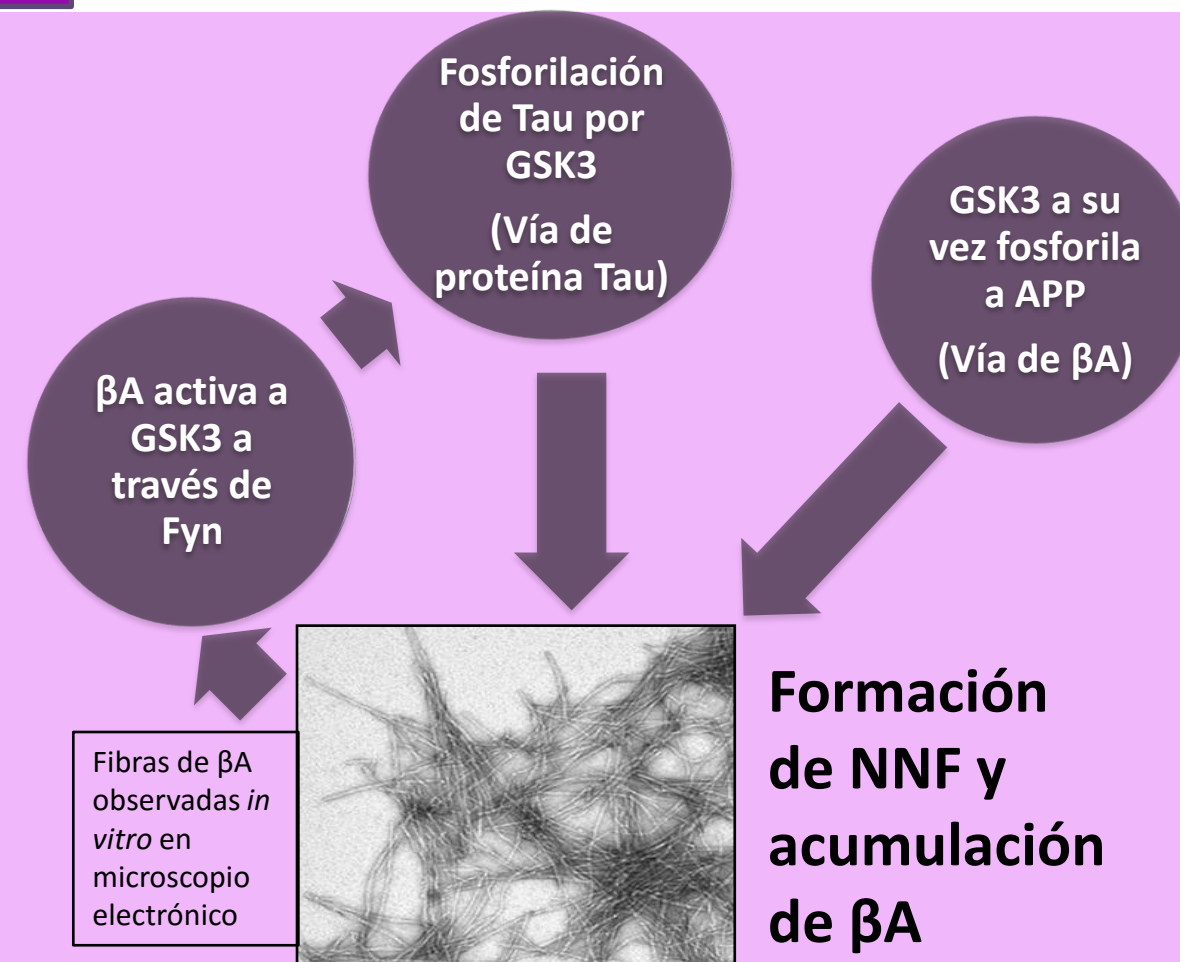 Fosforilación
de Tau por
GSK3
(Vía de
proteína Tau)
GSK3 a su
vez fosforila
a APP
(Vía de βA)
βA activa a
GSK3 a
través de
Fyn
Fibras de βA
observadas in
vitro en
microscopio
electrónico
Formación
de NNF y
acumulación
de βA